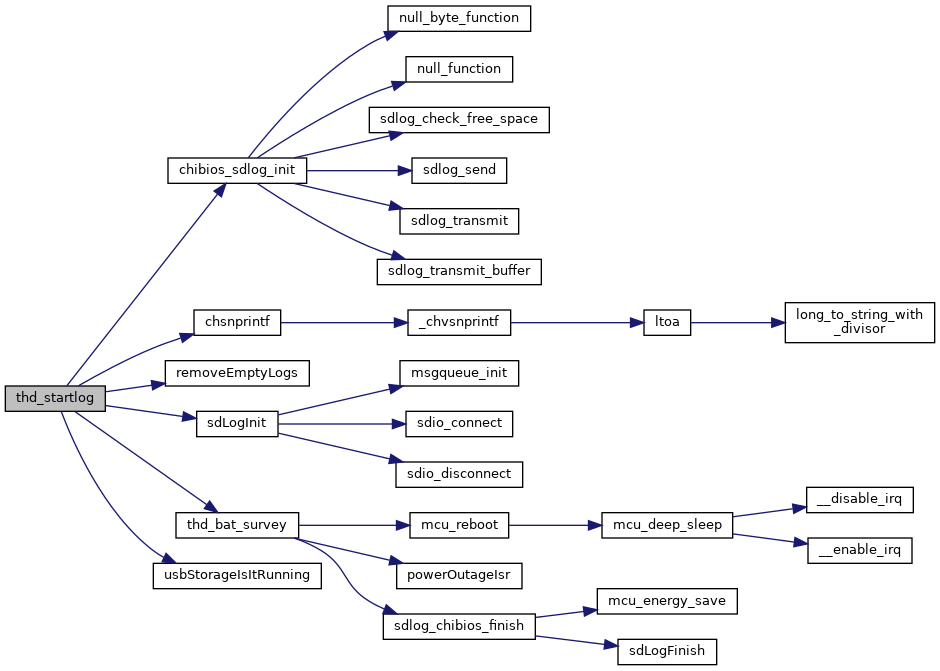 null_byte_function
null_function
sdlog_check_free_space
chibios_sdlog_init
sdlog_send
sdlog_transmit
sdlog_transmit_buffer
chsnprintf
_chvsnprintf
ltoa
long_to_string_with
_divisor
removeEmptyLogs
msgqueue_init
thd_startlog
sdLogInit
sdio_connect
sdio_disconnect
thd_bat_survey
mcu_reboot
mcu_deep_sleep
__disable_irq
__enable_irq
usbStorageIsItRunning
powerOutageIsr
sdlog_chibios_finish
mcu_energy_save
sdLogFinish